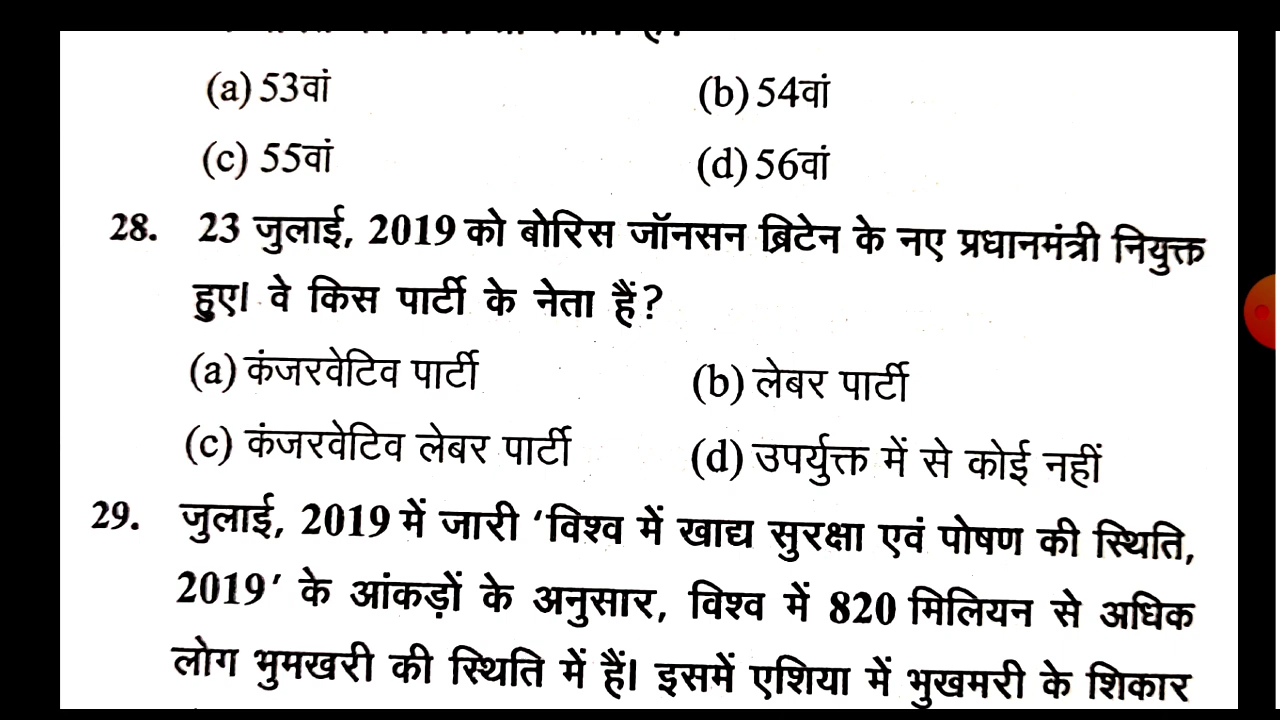 (a) 53वां (b) 54वां
(c) 55वां (d) 56वां
28. 23 जुलाई, 2019 को बोरिस जॉनसन ब्रिटेन के नए प्रधानमंत्री नियुक्त
हुए। वे किस पार्टी के नेता हैं?
(a) कंजरवेटिव पार्टी (b) लेबर पार्टी
(c) कंजरवेटिव लेबर पार्टी (d) उपर्युक्त में से कोई नहीं
29. जुलाई, 2019 में जारी ‘विश्व में खाद्य सुरक्षा एवं पोषण की स्थिति,
2019’ के आंकड़ों के अनुसार, विश्व में 820 मिलियन से अधिक
लोग भुमखरी की स्थिति में हैं। इसमें एशिया में भुखमरी के शिकार